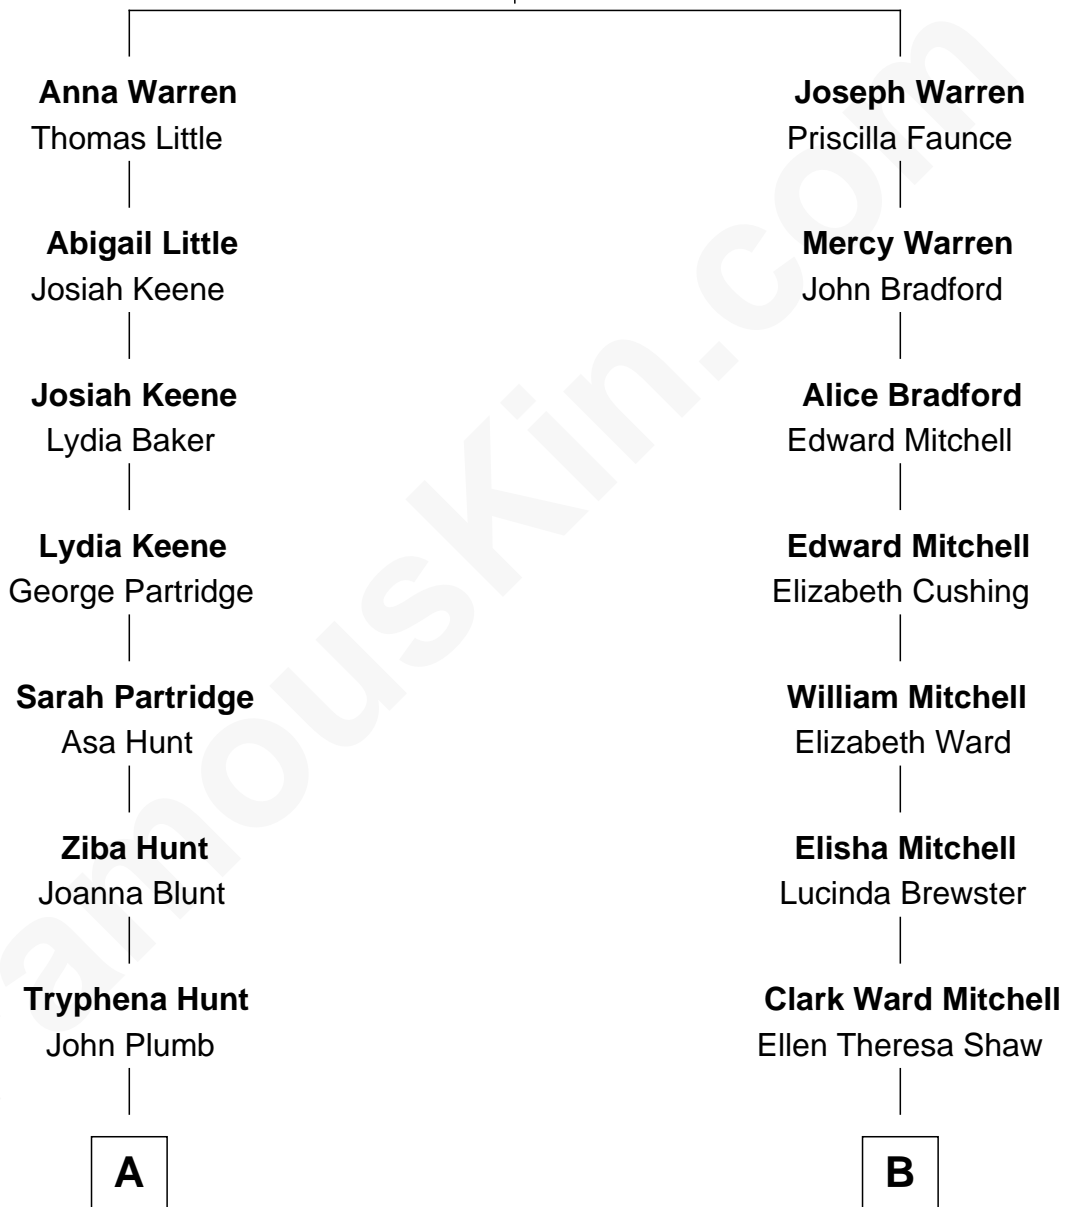 Anna Warren
Thomas Little
Abigail Little
Josiah Keene
Josiah Keene
Lydia Baker
Lydia Keene
George Partridge
Sarah Partridge
Asa Hunt
Ziba Hunt
Joanna Blunt
Tryphena Hunt
John Plumb
A
Joseph Warren
Priscilla Faunce
Mercy Warren
John Bradford
Alice Bradford
Edward Mitchell
Edward Mitchell
Elizabeth Cushing
William Mitchell
Elizabeth Ward
Elisha Mitchell
Lucinda Brewster
Clark Ward Mitchell
Ellen Theresa Shaw
B
amouskin.com